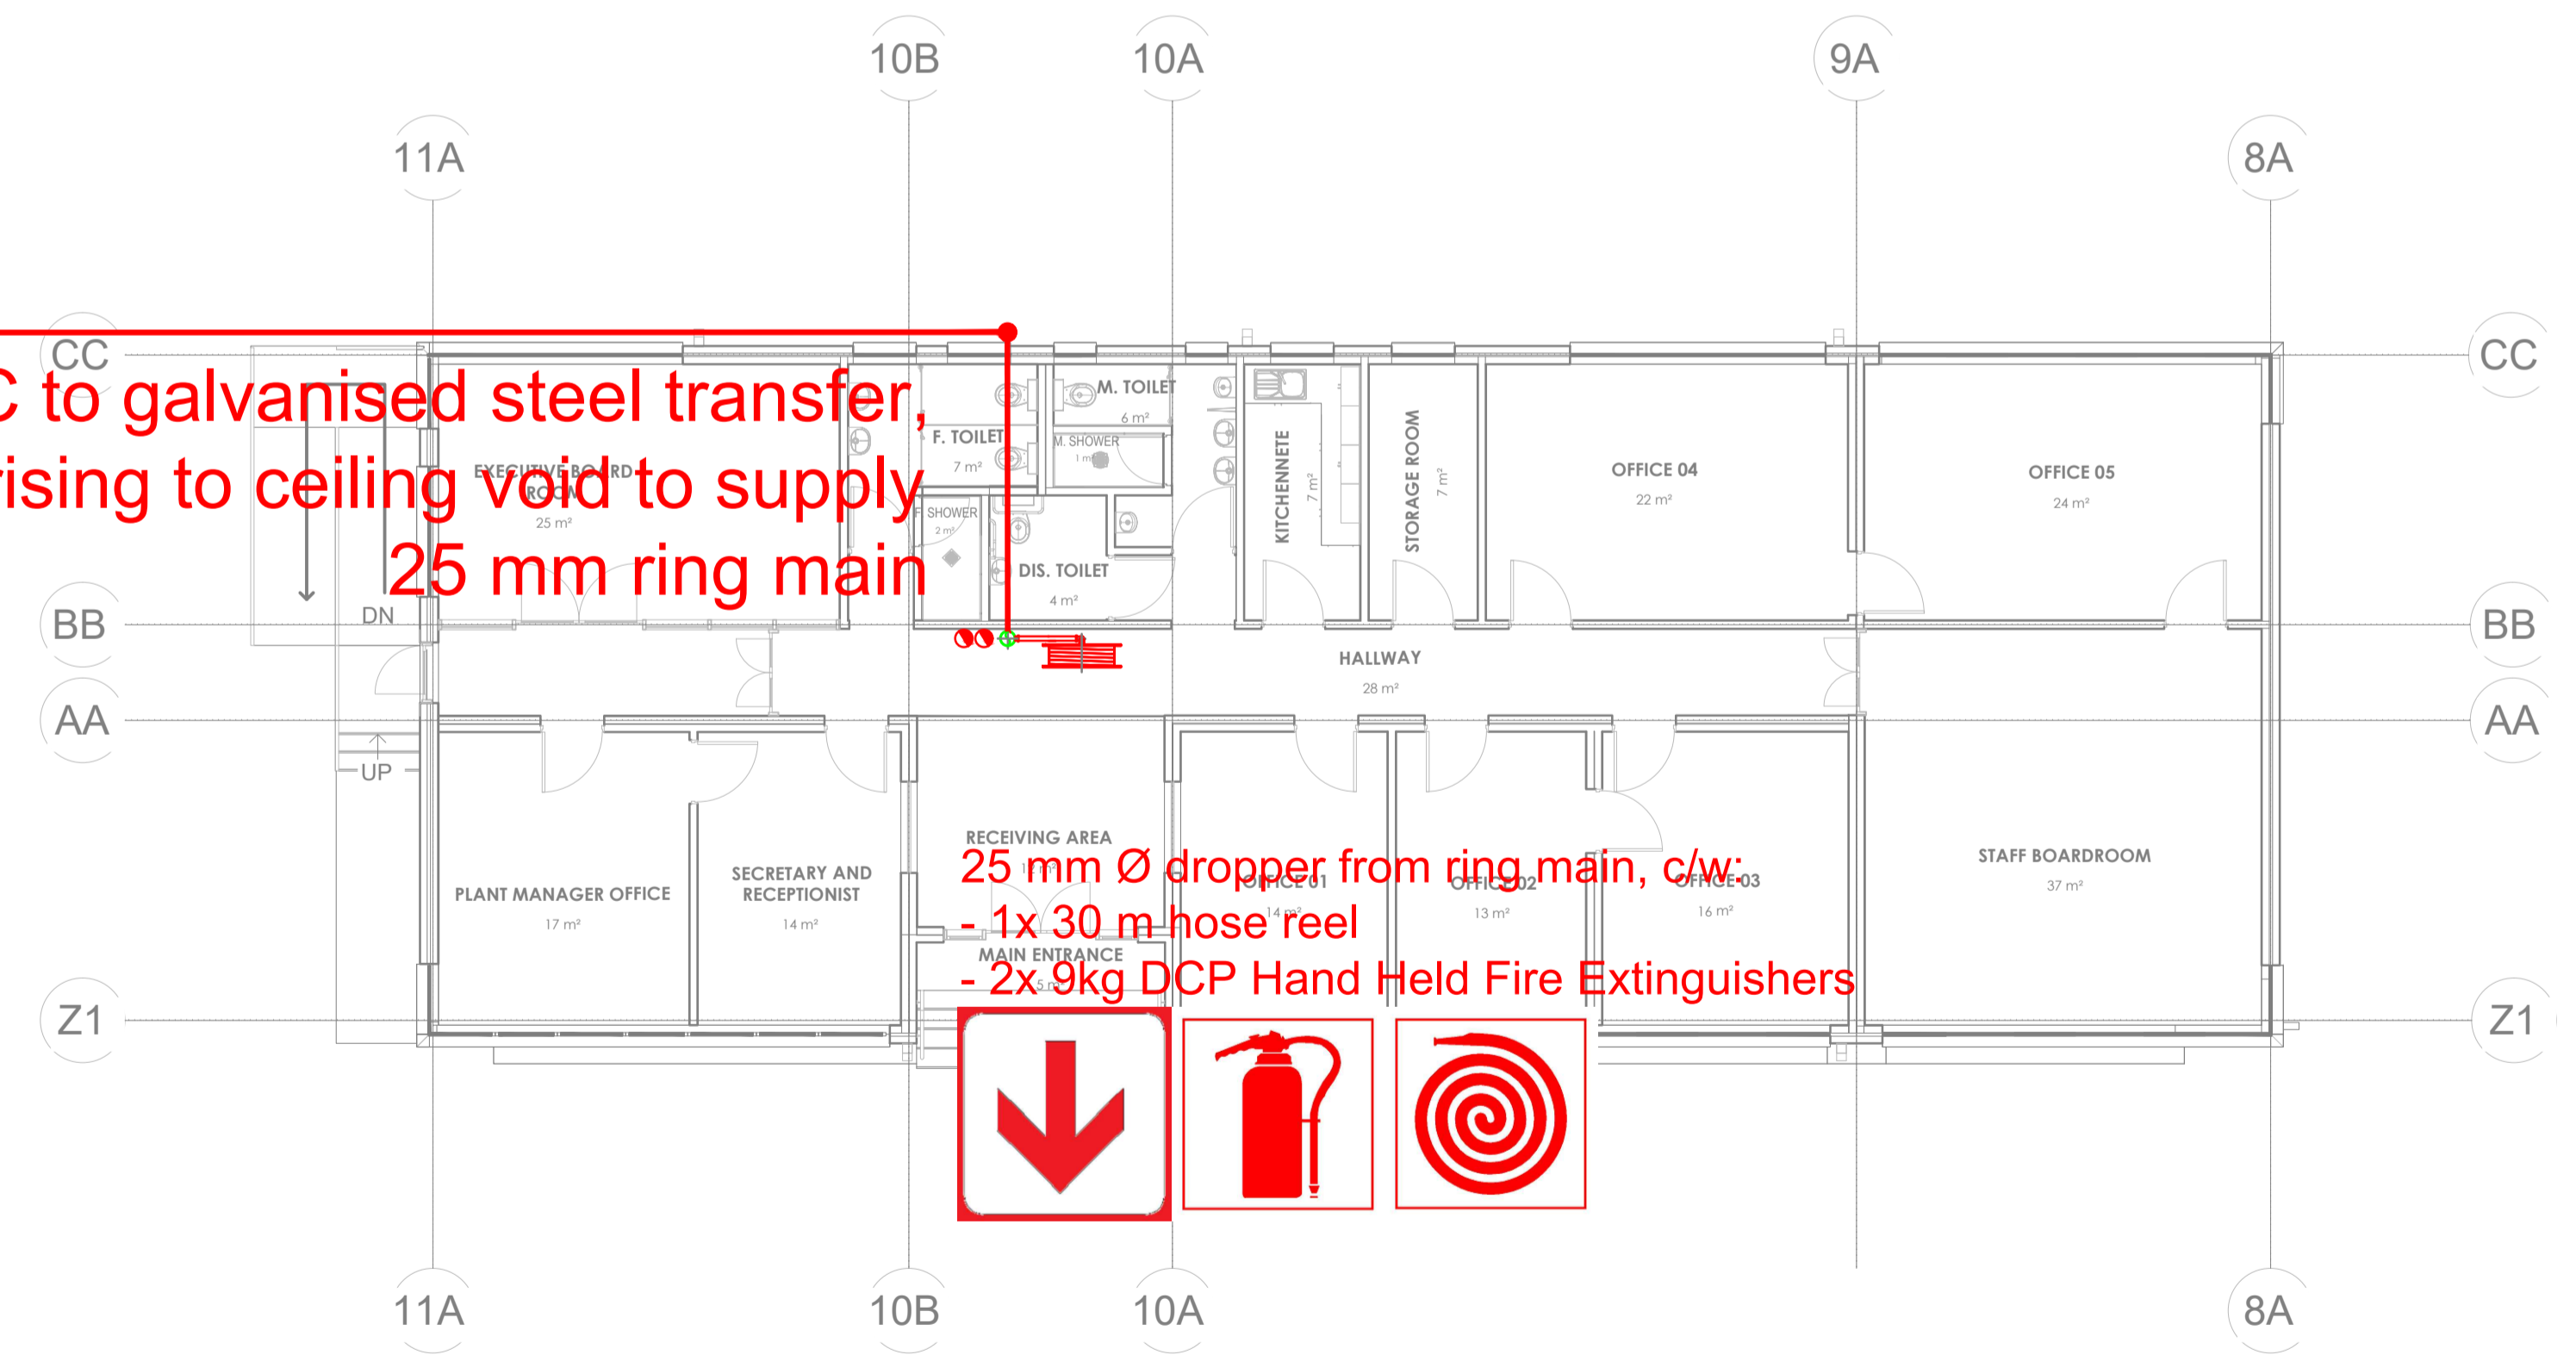 10B
10A
9A
11A
8A
CC
CC
C to galvanised steel transfer,
rising to ceiling void to supply
25 mm ring main
EXECUTIVE BOARD
ROOM
25 m²
F. TOILET
7 m²
M. TOILET
6 m²
M. SHOWER
1 m²
F. SHOWER
2 m²
DIS. TOILET
4 m²
KITCHENNETE
7 m²
STORAGE ROOM
7 m²
OFFICE 04
22 m²
OFFICE 05
24 m²
DN
BB
BB
HALLWAY
28 m²
AA
AA
UP
PLANT MANAGER OFFICE
17 m²
SECRETARY AND
RECEPTIONIST
14 m²
RECEIVING AREA
25 mm Ø dropper from ring main, c/w:
- 1x 30 m hose reel
- 2x 9kg DCP Hand Held Fire Extinguishers
MAIN ENTRANCE
5 m²
OFFICE 01
14 m²
OFFICE 02
13 m²
OFFICE 03
16 m²
STAFF BOARDROOM
37 m²
Z1
Z1
11A
10B
10A
8A